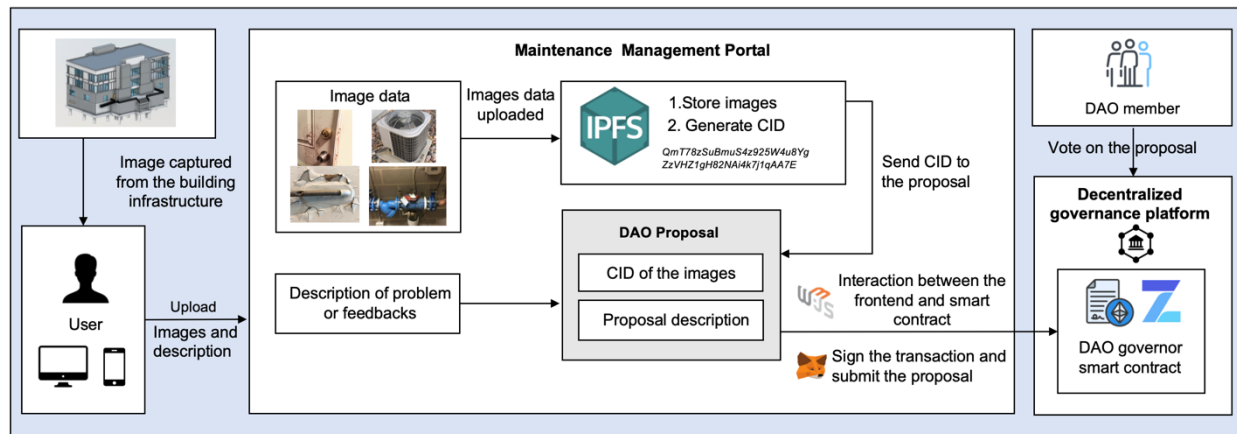 Image captured
from the building
infrastructure
User
Upload
Images and
description
Maintenance Management Portal
Image data
Images data
uploaded
IPFS
1.Store images
2. Generate CID
QmT78zSuBmuS4z925W4u8Yg
ZzVHZ1gH82NAi4k7j1qAA7E
Send CID to
the proposal
Description of problem
or feedbacks
DAO Proposal
CID of the images
Proposal description
W3JS
Interaction between the
frontend and smart
contract
Sign the transaction and
submit the proposal
DAO member
Vote on the proposal
Decentralized
governance platform
DAO governor
smart contract